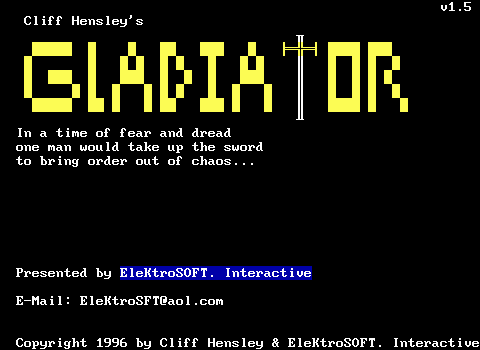 v1.5
Cliff Hensley's
GLADIATOR
In a time of fear and dread
one man would take up the sword
to bring order out of chaos...
Presented by EleKtroSOFT. Interactive
E-Mail: EleKtroSFT@aol.com
Copyright 1996 by Cliff Hensley & EleKtroSOFT. Interactive